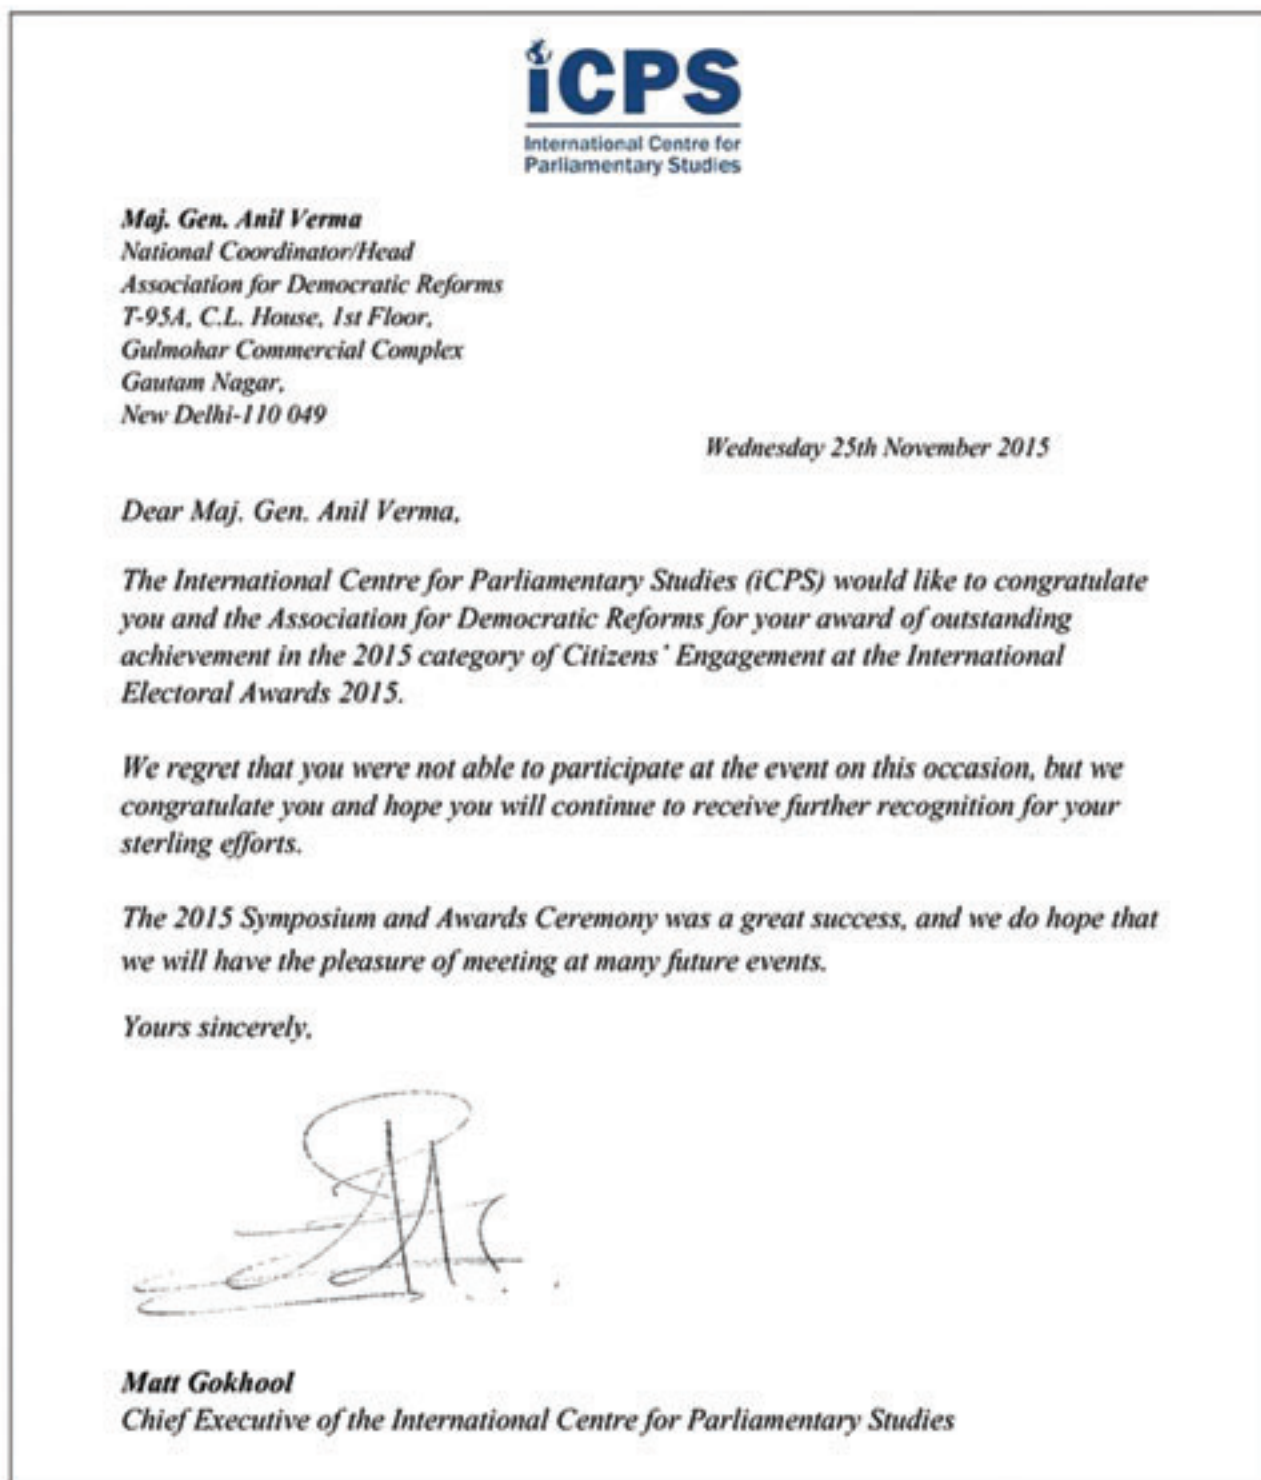 iCPS
International Centre for
Parliamentary Studies
Maj. Gen. Anil Verma
National Coordinator/Head
Association for Democratic Reforms
T-95A, C.L. House, 1st Floor,
Gulmohar Commercial Complex
Gautam Nagar,
New Delhi-110 049
Wednesday 25th November 2015
Dear Maj. Gen. Anil Verma,
The International Centre for Parliamentary Studies (iCPS) would like to congratulate
you and the Association for Democratic Reforms for your award of outstanding
achievement in the 2015 category of Citizens' Engagement at the International
Electoral Awards 2015.
We regret that you were not able to participate at the event on this occasion, but we
congratulate you and hope you will continue to receive further recognition for your
sterling efforts.
The 2015 Symposium and Awards Ceremony was a great success, and we do hope that
we will have the pleasure of meeting at many future events.
Yours sincerely,
Matt Gokhool
Chief Executive of the International Centre for Parliamentary Studies